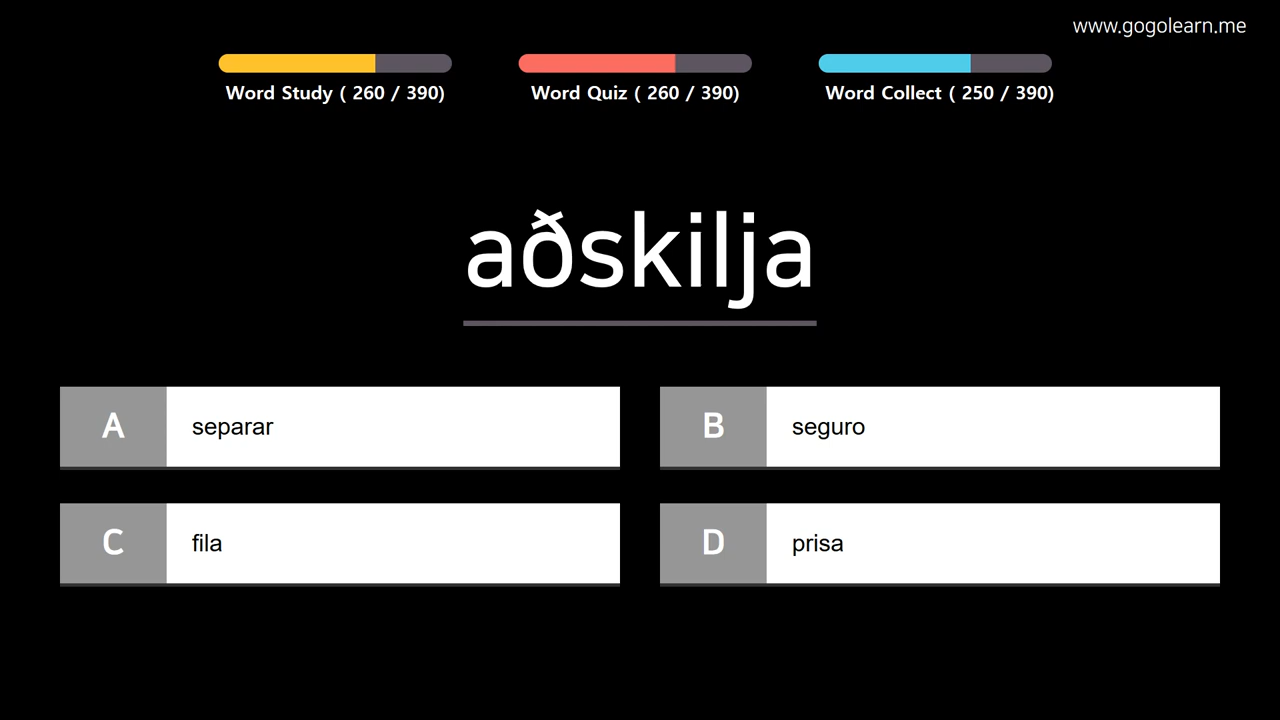 www.gogolearn.me
Word Study ( 260 / 390)
Word Quiz ( 260 / 390)
Word Collect ( 250 / 390)
aðskilja
A separar
B seguro
C fila
D prisa